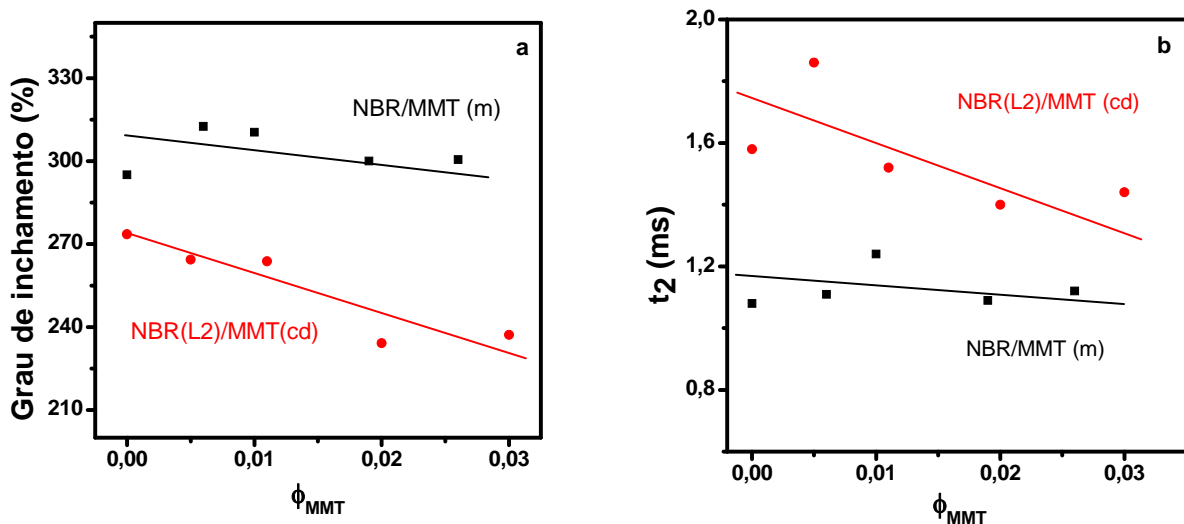 a
Grau de inchamento (%)
330
300
270
240
210
NBR/MMT (m)
NBR(L2)/MMT(cd)
0,00
0,01
0,02
0,03
ϕMMT
b
t2 (ms)
2,0
1,6
1,2
0,8
NBR(L2)/MMT (cd)
NBR/MMT (m)
0,00
0,01
0,02
0,03
ϕMMT